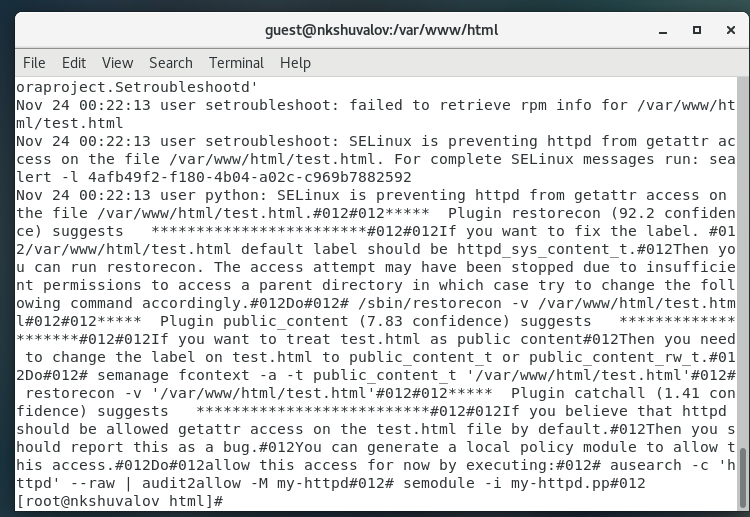 guest@nkshuvalov:/var/www/html
File Edit View Search Terminal Help
oraproject.Setroubleshootd'
Nov 24 00:22:13 user setroubleshoot: failed to retrieve rpm info for /var/www/ht
ml/test.html
Nov 24 00:22:13 user setroubleshoot: SELinux is preventing httpd from getattr ac
cess on the file /var/www/html/test.html. For complete SELinux messages run: sea
lert -l 4afb49f2-f180-4b04-a02c-c969b7882592
Nov 24 00:22:13 user python: SELinux is preventing httpd from getattr access on
the file /var/www/html/test.html.#012#012*****  Plugin restorecon (92.2 confiden
ce) suggests   ************************#012#012If you want to fix the label. #01
2/var/www/html/test.html default label should be httpd_sys_content_t.#012Then yo
u can run restorecon. The access attempt may have been stopped due to insufficie
nt permissions to access a parent directory in which case try to change the foll
owing command accordingly.#012Do#012# /sbin/restorecon -v /var/www/html/test.htm
l#012#012*****  Plugin public_content (7.83 confidence) suggests   *************
*******#012#012If you want to treat test.html as public content#012Then you need
 to change the label on test.html to public_content_t or public_content_rw_t.#01
2Do#012# semanage fcontext -a -t public_content_t '/var/www/html/test.html'#012#
 restorecon -v '/var/www/html/test.html'#012#012*****  Plugin catchall (1.41 con
fidence) suggests   **************************#012#012If you believe that httpd
should be allowed getattr access on the test.html file by default.#012Then you s
hould report this as a bug.#012You can generate a local policy module to allow t
his access.#012Do#012allow this access for now by executing:#012# ausearch -c 'h
ttpd' --raw | audit2allow -M my-httpd#012# semodule -i my-httpd.pp#012
[root@nkshuvalov html]#